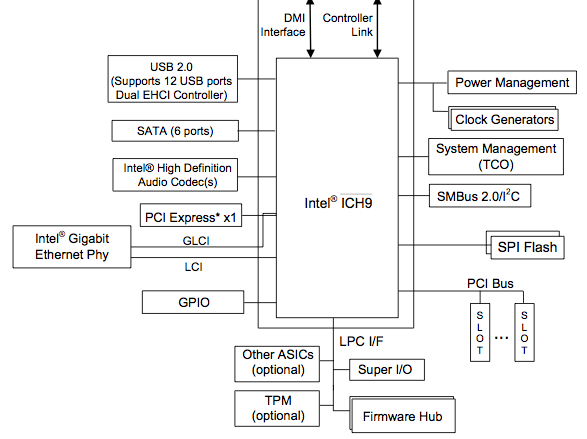 DMI
Interface
Controller
Link
USB 2.0
(Supports 12 USB ports
Dual EHCI Controller)
SATA (6 ports)
Intel® High Definition
Audio Codec(s)
PCI Express* x1
Intel® Gigabit
Ethernet Phy
GLCI
LCI
GPIO
Intel® ICH9
Power Management
Clock Generators
System Management
(TCO)
SMBus 2.0/I²C
SPI Flash
PCI Bus
SLOT
...
SLOT
LPC I/F
Other ASICs
(optional)
Super I/O
TPM
(optional)
Firmware Hub